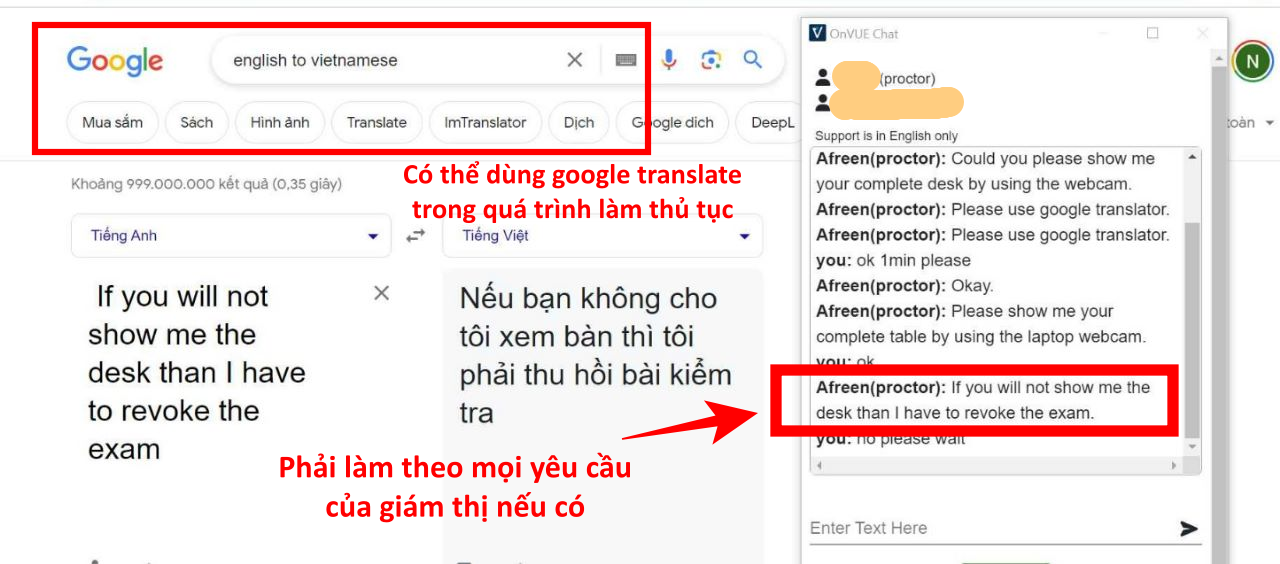 Google
english to vietnamese
Mua sắm
Sách
Hình ảnh
Translate
ImTranslator
Dịch
Google dich
DeepL
toàn
N
Khoảng 999.000.000 kết quả (0,35 giây)
Có thể dùng google translate
trong quá trình làm thủ tục
Tiếng Anh
Tiếng Việt
If you will not
show me the
desk than I have
to revoke the
exam
Nếu bạn không cho
tôi xem bàn thì tôi
phải thu hồi bài kiểm
tra
Phải làm theo mọi yêu cầu
của giám thị nếu có
V OnVUE Chat
(proctor)
Support is in English only
Afreen(proctor): Could you please show me
your complete desk by using the webcam.
Afreen(proctor): Please use google translator.
Afreen(proctor): Please use google translator.
you: ok 1min please
Afreen(proctor): Okay.
Afreen(proctor): Please show me your
complete table by using the laptop webcam.
you: ok
Afreen(proctor): If you will not show me the
desk than I have to revoke the exam.
you: no please wait
Enter Text Here